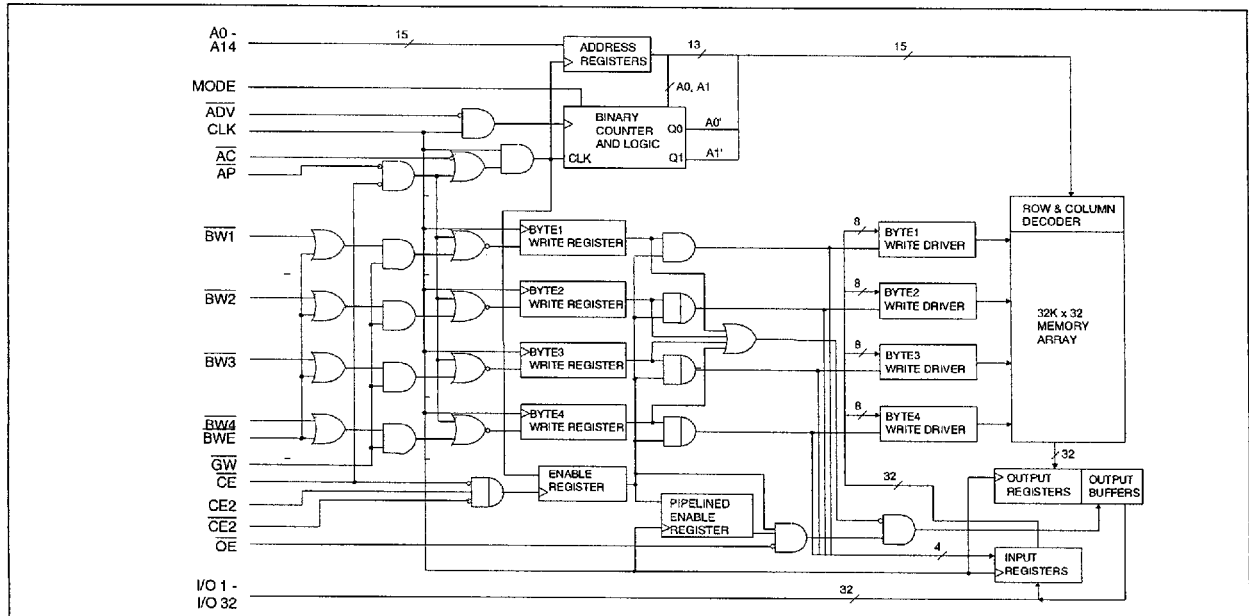 A0 -
A14
15
ADDRESS
REGISTERS
13
15
A0, A1
MODE
ADV
CLK
BINARY
COUNTER
AND LOGIC
Q0
A0'
CLK
Q1
A1'
AC
AP
ROW & COLUMN
DECODER
BW1
BYTE1
WRITE REGISTER
8
BYTE1
WRITE DRIVER
BW2
BYTE2
WRITE REGISTER
8
BYTE2
WRITE DRIVER
32K x 32
MEMORY
ARRAY
BW3
BYTE3
WRITE REGISTER
8
BYTE3
WRITE DRIVER
BW4
BWE
BYTE4
WRITE REGISTER
8
BYTE4
WRITE DRIVER
GW
CE
CE2
CE2
OE
ENABLE
REGISTER
PIPELINED
ENABLE
REGISTER
32
32
OUTPUT
REGISTERS
OUTPUT
BUFFERS
4
INPUT
REGISTERS
I/O 1 -
I/O 32
32